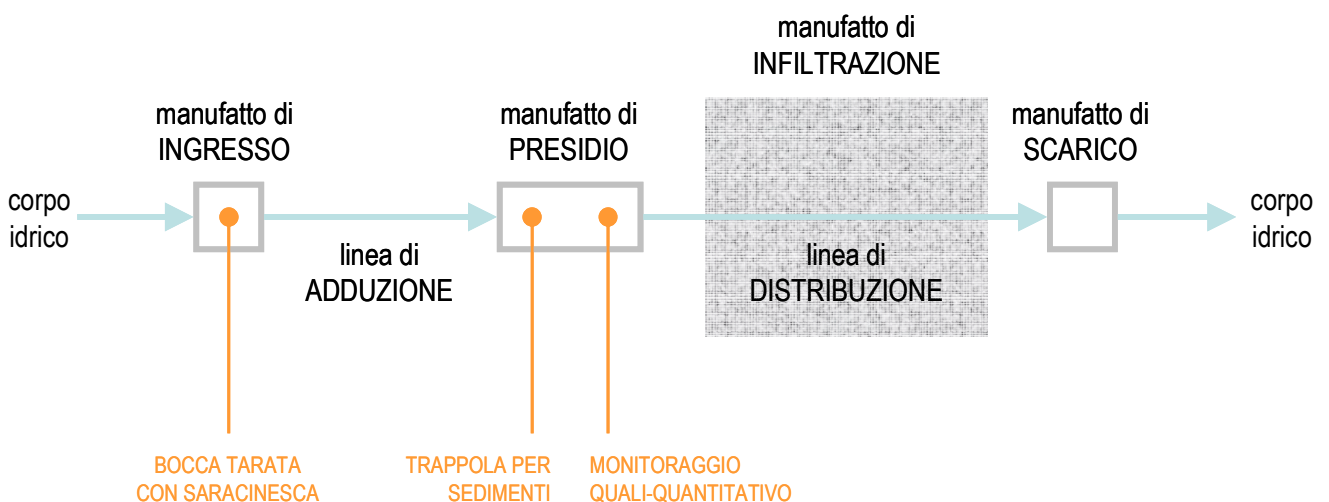 manufatto di
INFILTRAZIONE
manufatto di
INGRESSO
manufatto di
PRESIDIO
manufatto di
SCARICO
corpo
idrico
linea di
ADDUZIONE
linea di
DISTRIBUZIONE
corpo
idrico
BOCCA TARATA
CON SARACINESCA
TRAPPOLA PER
SEDIMENTI
MONITORAGGIO
QUALI-QUANTITATIVO